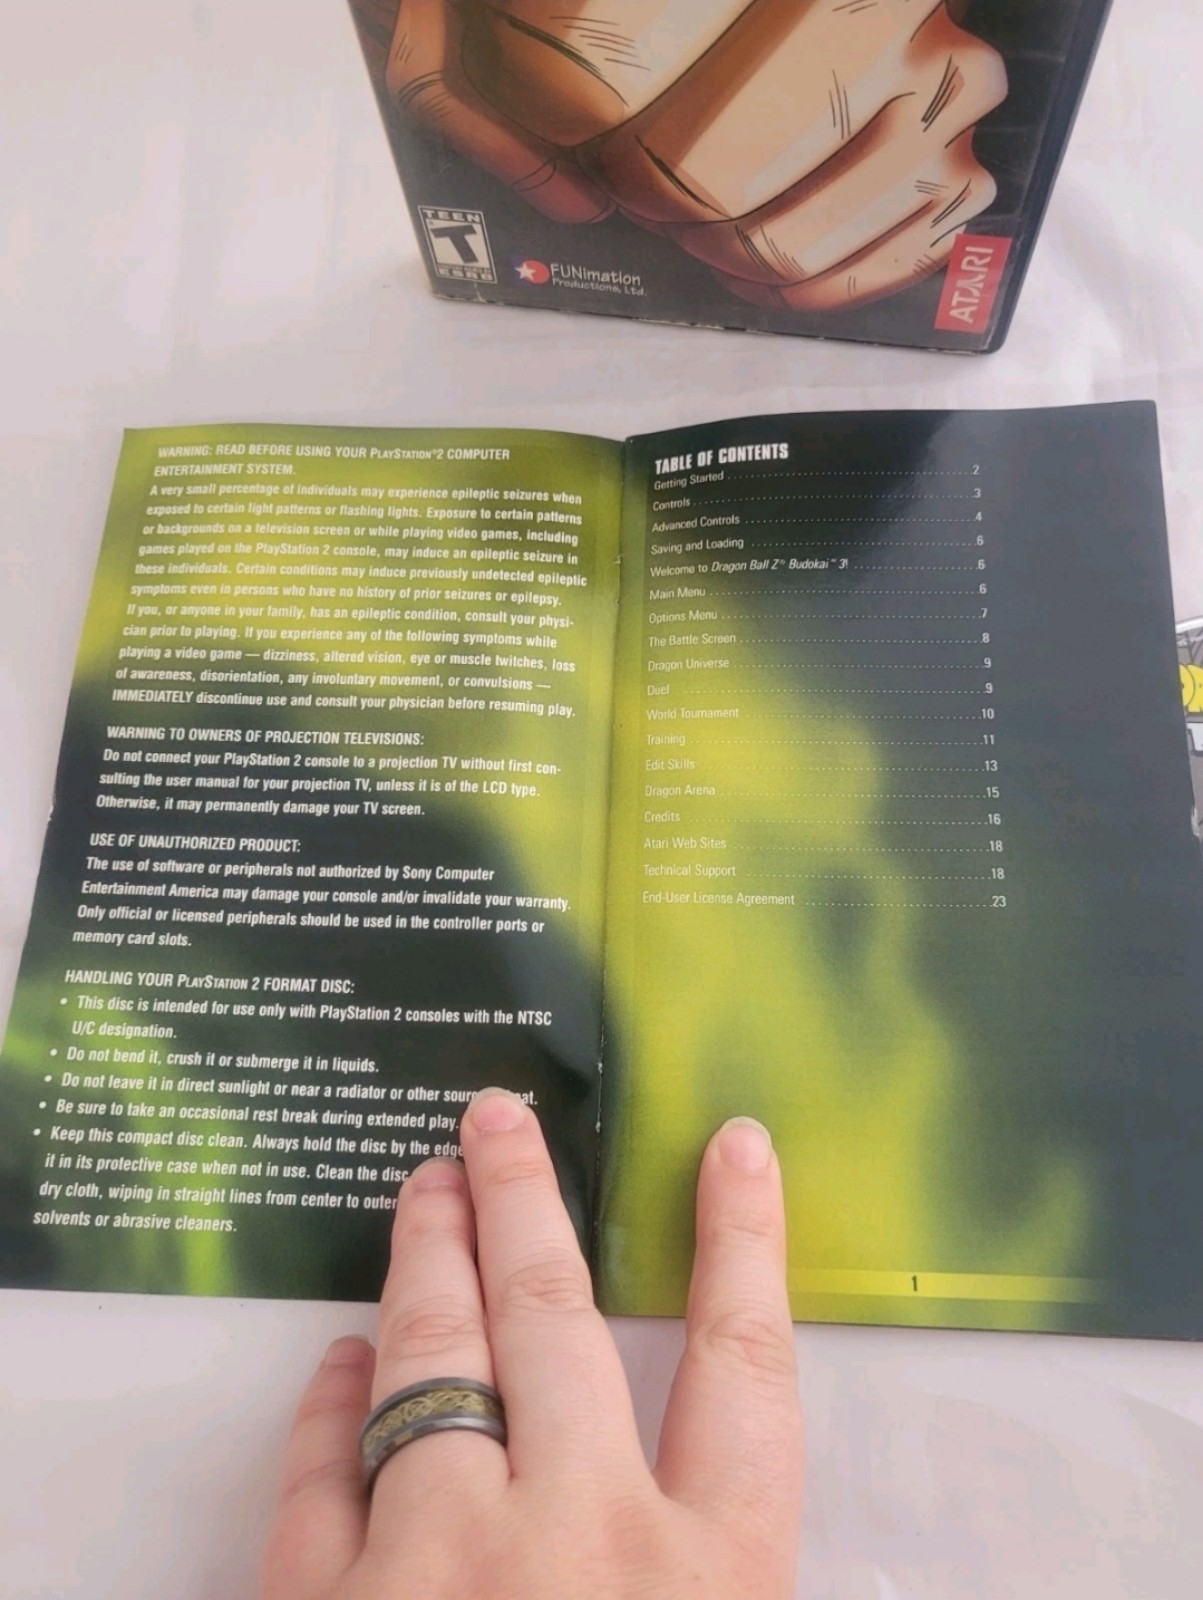 TEEN
T
ESRB
FUNimation
Productions, Ltd.
ATARI
WARNING: READ BEFORE USING YOUR PLAYSTATION®2 COMPUTER
ENTERTAINMENT SYSTEM.
A very small percentage of individuals may experience epileptic seizures when
exposed to certain light patterns or flashing lights. Exposure to certain patterns
or backgrounds on a television screen or while playing video games, including
games played on the PlayStation 2 console, may induce an epileptic seizure in
these individuals. Certain conditions may induce previously undetected epileptic
symptoms even in persons who have no history of prior seizures or epilepsy.
If you, or anyone in your family, has an epileptic condition, consult your physi-
cian prior to playing. If you experience any of the following symptoms while
playing a video game — dizziness, altered vision, eye or muscle twitches, loss
of awareness, disorientation, any involuntary movement, or convulsions —
IMMEDIATELY discontinue use and consult your physician before resuming play.
WARNING TO OWNERS OF PROJECTION TELEVISIONS:
Do not connect your PlayStation 2 console to a projection TV without first con-
sulting the user manual for your projection TV, unless it is of the LCD type.
Otherwise, it may permanently damage your TV screen.
USE OF UNAUTHORIZED PRODUCT:
The use of software or peripherals not authorized by Sony Computer
Entertainment America may damage your console and/or invalidate your warranty.
Only official or licensed peripherals should be used in the controller ports or
memory card slots.
HANDLING YOUR PLAYSTATION 2 FORMAT DISC:
• This disc is intended for use only with PlayStation 2 consoles with the NTSC
U/C designation.
• Do not bend it, crush it or submerge it in liquids.
• Do not leave it in direct sunlight or near a radiator or other
• Be sure to take an occasional rest break during extended play.
• Keep this compact disc clean. Always hold the disc by the
it in its protective case when not in use. Clean the disc
dry cloth, wiping in straight lines from center to outer
solvents or abrasive cleaners.
TABLE OF CONTENTS
Getting Started 2
Controls 3
Advanced Controls 4
Saving and Loading 6
Welcome to Dragon Ball Z® Budokai™ 3! 6
Main Menu 6
Options Menu 7
The Battle Screen 8
Dragon Universe 9
Duel 9
World Tournament 10
Training 11
Edit Skills 13
Dragon Arena 15
Credits 16
Atari Web Sites 18
Technical Support 18
End-User License Agreement 23
1